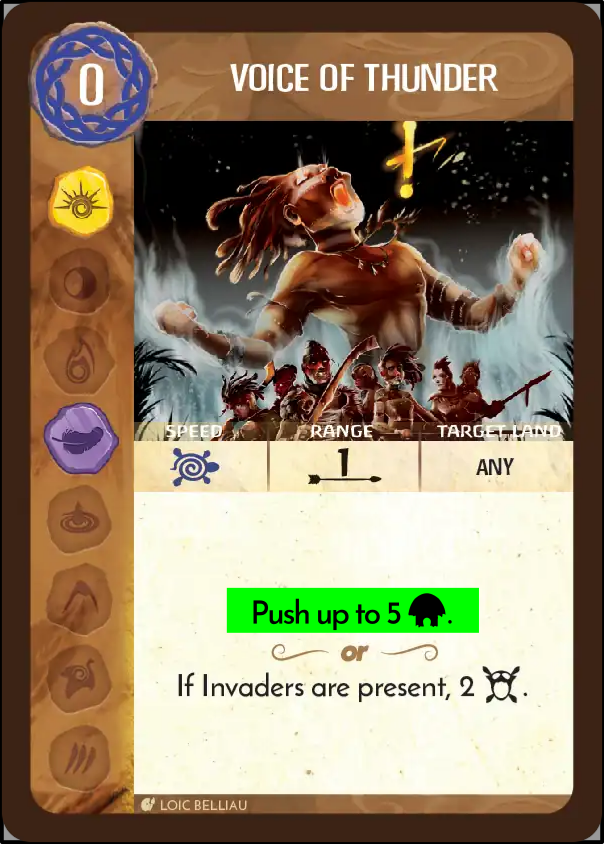 0
VOICE OF THUNDER
SPEED RANGE TARGET LAND
1 ANY
Push up to 5 .
or
If Invaders are present, 2 .
LOIC BELLIAU